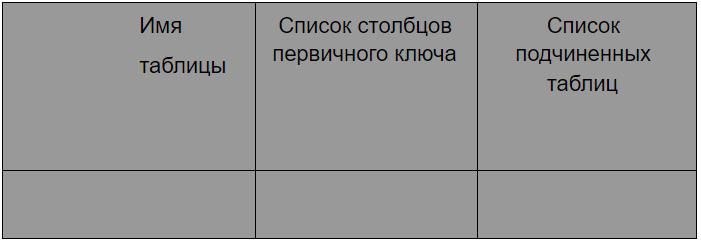 Имя
таблицы
Список столбцов
первичного ключа
Список
подчиненных
таблиц